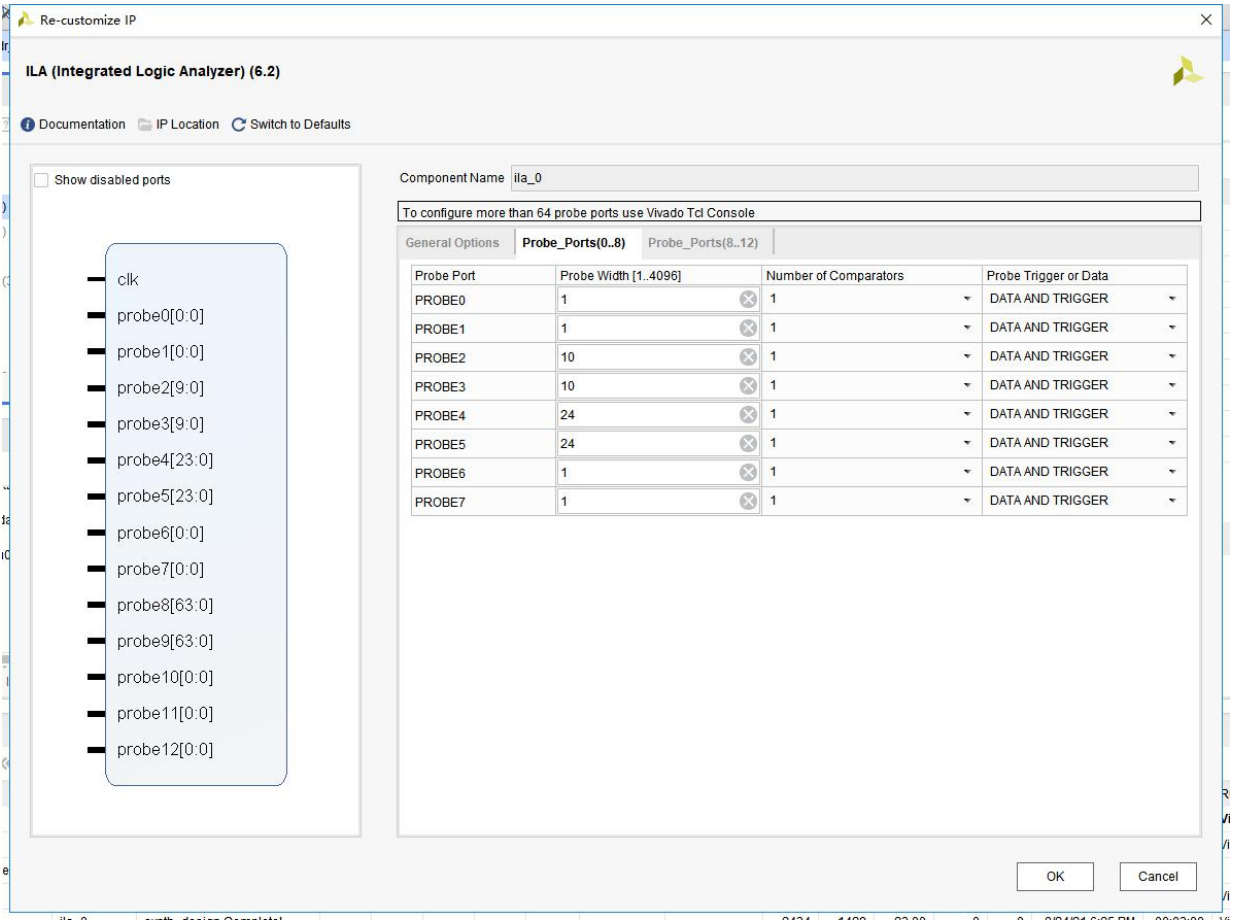 Re-customize IP
ILA (Integrated Logic Analyzer) (6.2)
Documentation IP Location Switch to Defaults
Show disabled ports
clk
probe0[0:0]
probe1[0:0]
probe2[9:0]
probe3[9:0]
probe4[23:0]
probe5[23:0]
probe6[0:0]
probe7[0:0]
probe8[63:0]
probe9[63:0]
probe10[0:0]
probe11[0:0]
probe12[0:0]
Component Name ila_0
To configure more than 64 probe ports use Vivado Tcl Console
General Options Probe_Ports(0..8) Probe_Ports(8..12)
Probe Port Probe Width [1..4096] Number of Comparators Probe Trigger or Data
PROBE0 1 1 DATA AND TRIGGER
PROBE1 1 1 DATA AND TRIGGER
PROBE2 10 1 DATA AND TRIGGER
PROBE3 10 1 DATA AND TRIGGER
PROBE4 24 1 DATA AND TRIGGER
PROBE5 24 1 DATA AND TRIGGER
PROBE6 1 1 DATA AND TRIGGER
PROBE7 1 1 DATA AND TRIGGER
OK Cancel